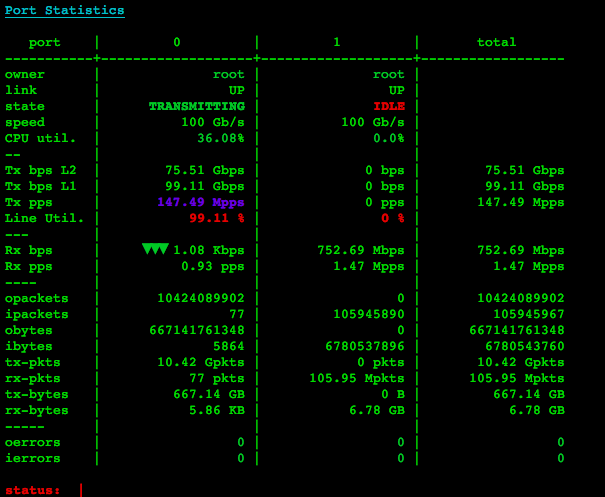 Port Statistics
port | 0 | 1 | total
-----------+-------------------+-------------------+------------------
owner | root | root |
link | UP | UP |
state | TRANSMITTING | IDLE |
speed | 100 Gb/s | 100 Gb/s |
CPU util. | 36.08% | 0.0% |
-- | | |
Tx bps L2 | 75.51 Gbps | 0 bps | 75.51 Gbps
Tx bps L1 | 99.11 Gbps | 0 bps | 99.11 Gbps
Tx pps | 147.49 Mpps | 0 pps | 147.49 Mpps
Line Util. | 99.11 % | 0 % |
--- | | |
Rx bps | ▼▼▼ 1.08 Kbps | 752.69 Mbps | 752.69 Mbps
Rx pps | 0.93 pps | 1.47 Mpps | 1.47 Mpps
---- | | |
opackets | 10424089902 | 0 | 10424089902
ipackets | 77 | 105945890 | 105945967
obytes | 667141761348 | 0 | 667141761348
ibytes | 5864 | 6780537896 | 6780543760
tx-pkts | 10.42 Gpkts | 0 pkts | 10.42 Gpkts
rx-pkts | 77 pkts | 105.95 Mpkts | 105.95 Mpkts
tx-bytes | 667.14 GB | 0 B | 667.14 GB
rx-bytes | 5.86 KB | 6.78 GB | 6.78 GB
----- | | |
oerrors | 0 | 0 | 0
ierrors | 0 | 0 | 0
status: |